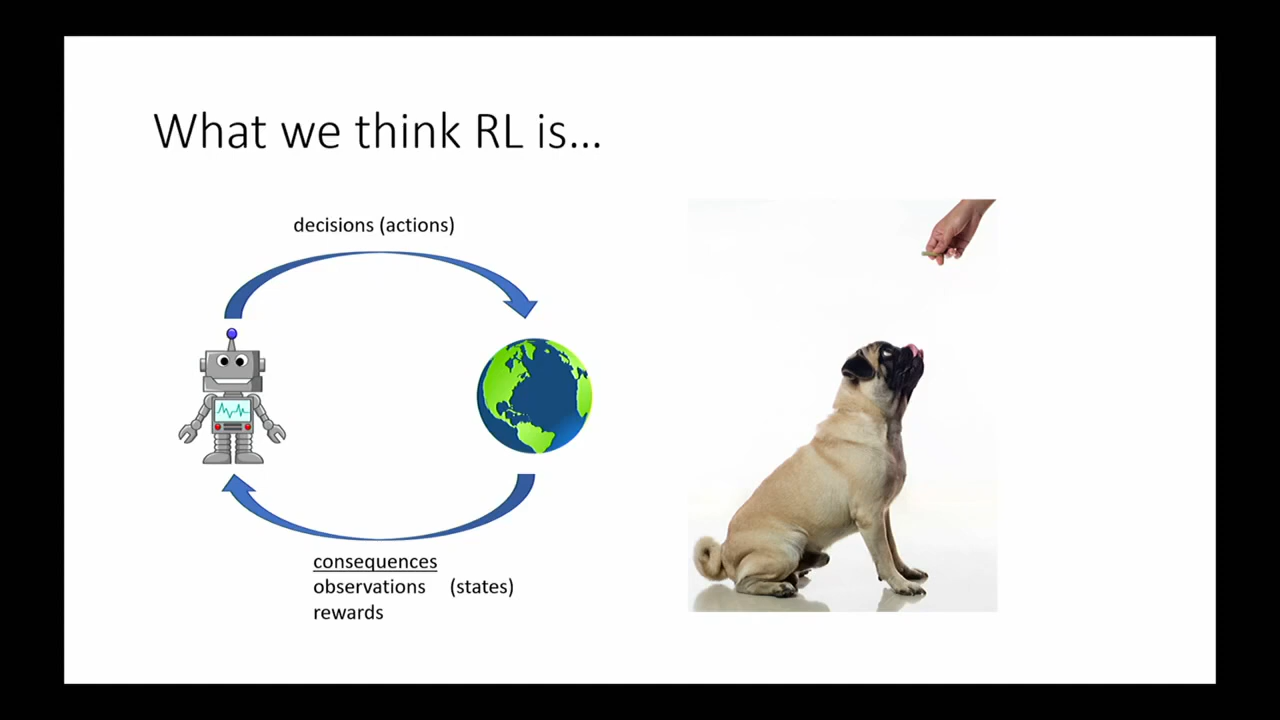 What we think RL is...
decisions (actions)
consequences
observations (states)
rewards